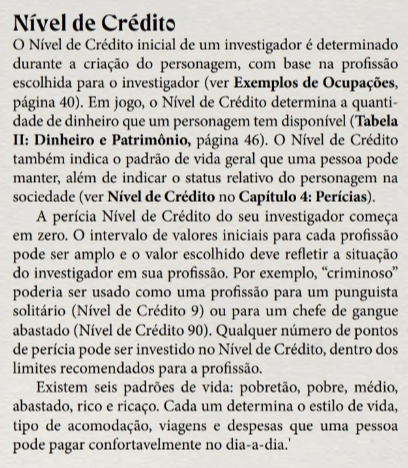 Nível de Crédito
O Nível de Crédito inicial de um investigador é determinado
durante a criação do personagem, com base na profissão
escolhida para o investigador (ver Exemplos de Ocupações,
página 40). Em jogo, o Nível de Crédito determina a quanti-
dade de dinheiro que um personagem tem disponível (Tabela
II: Dinheiro e Patrimônio, página 46). O Nível de Crédito
também indica o padrão de vida geral que uma pessoa pode
manter, além de indicar o status relativo do personagem na
sociedade (ver Nível de Crédito no Capítulo 4: Perícias).
A perícia Nível de Crédito do seu investigador começa
em zero. O intervalo de valores iniciais para cada profissão
pode ser amplo e o valor escolhido deve refletir a situação
do investigador em sua profissão. Por exemplo, “criminoso”
poderia ser usado como uma profissão para um punguista
solitário (Nível de Crédito 9) ou para um chefe de gangue
abastado (Nível de Crédito 90). Qualquer número de pontos
de perícia pode ser investido no Nível de Crédito, dentro dos
limites recomendados para a profissão.
Existem seis padrões de vida: pobretão, pobre, médio,
abastado, rico e ricaço. Cada um determina o estilo de vida,
tipo de acomodação, viagens e despesas que uma pessoa
pode pagar confortavelmente no dia-a-dia.'